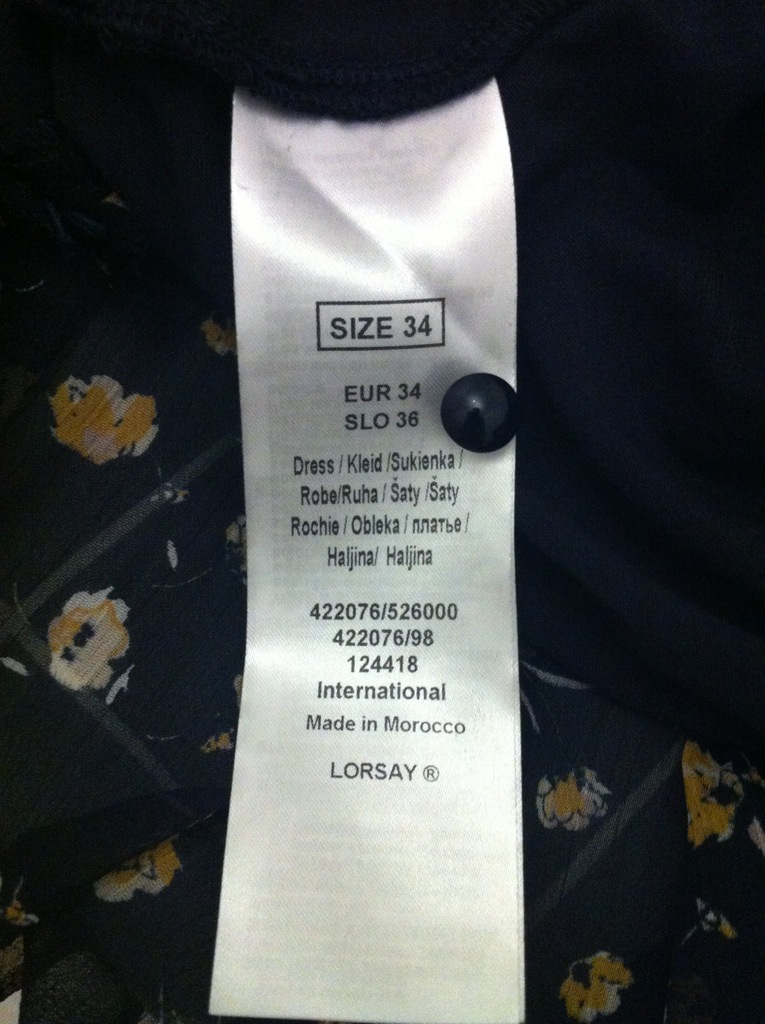 SIZE 34
EUR 34
SLO 36
Dress / Kleid /Sukienka /
Robe/Ruha / Šaty /Šaty
Rochie / Obleka / платье /
Haljina/ Haljina
422076/526000
422076/98
124418
International
Made in Morocco
LORSAY ®